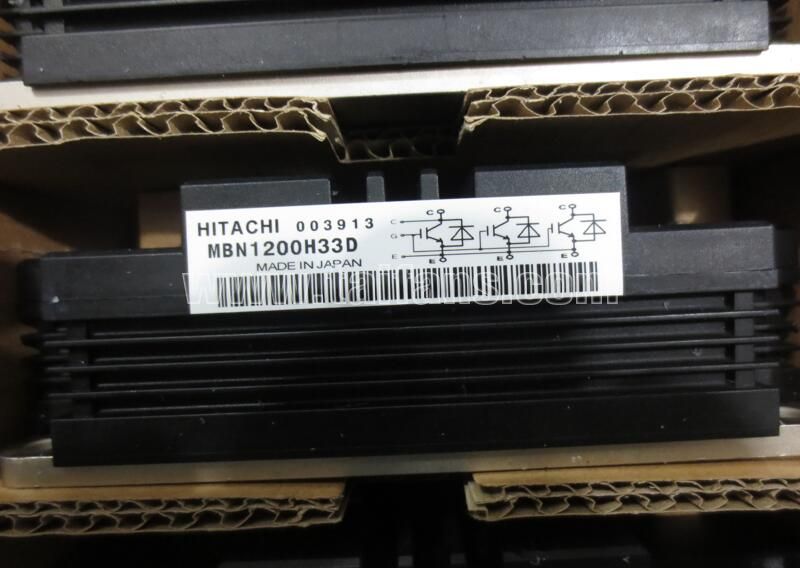 HITACHI 003913
MBN1200H33D
MADE IN JAPAN
C C C
C
G
E
E E E